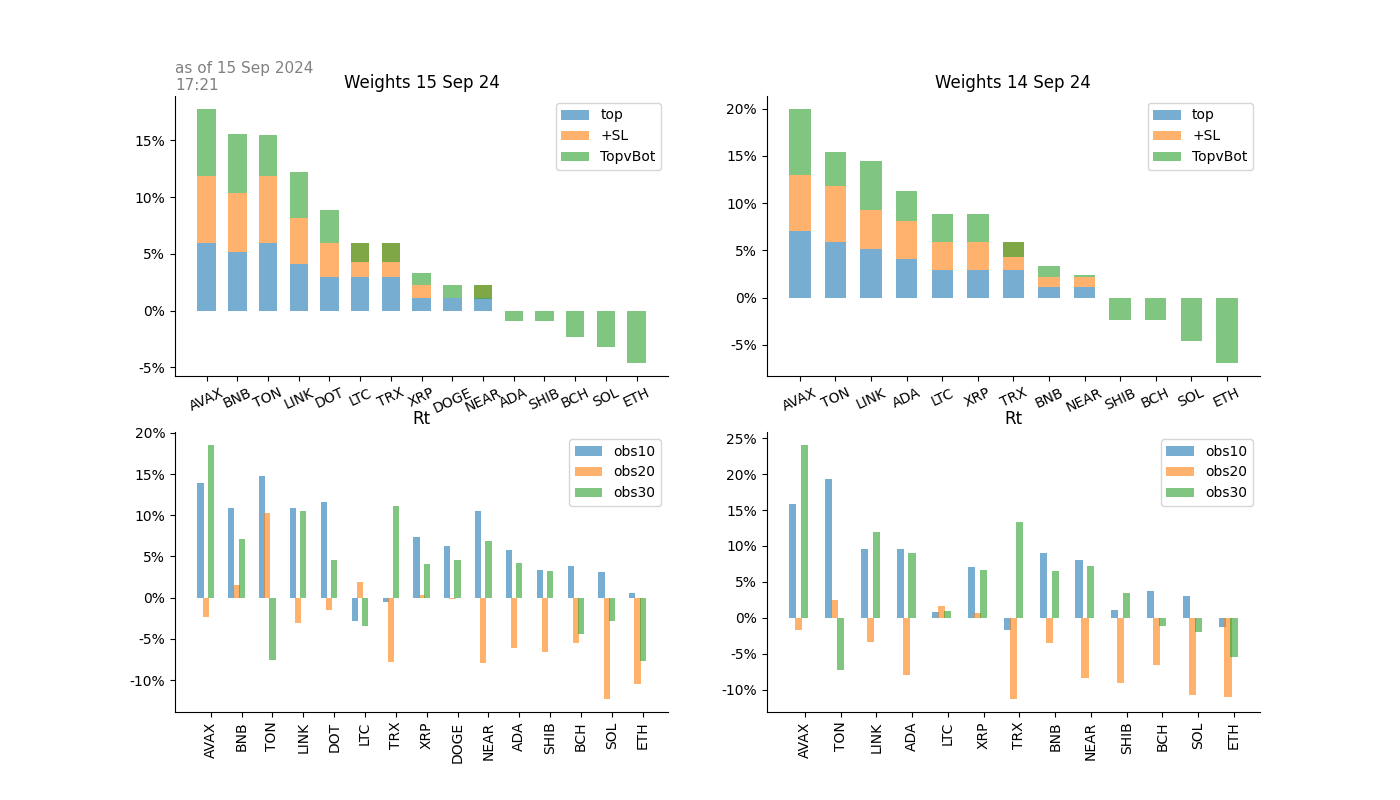 as of 15 Sep 2024
17:21
Weights 15 Sep 24
15%
10%
5%
0%
-5%
top
+SL
TopvBot
AVAX BNB TON LINK DOT LTC TRX XRP DOGE NEAR ADA SHIB BCH SOL ETH
Weights 14 Sep 24
20%
15%
10%
5%
0%
-5%
top
+SL
TopvBot
AVAX TON LINK ADA LTC XRP TRX BNB NEAR SHIB BCH SOL ETH
Rt
20%
15%
10%
5%
0%
-5%
-10%
obs10
obs20
obs30
AVAX BNB TON LINK DOT LTC TRX XRP DOGE NEAR ADA SHIB BCH SOL ETH
Rt
25%
20%
15%
10%
5%
0%
-5%
-10%
obs10
obs20
obs30
AVAX TON LINK ADA LTC XRP TRX BNB NEAR SHIB BCH SOL ETH